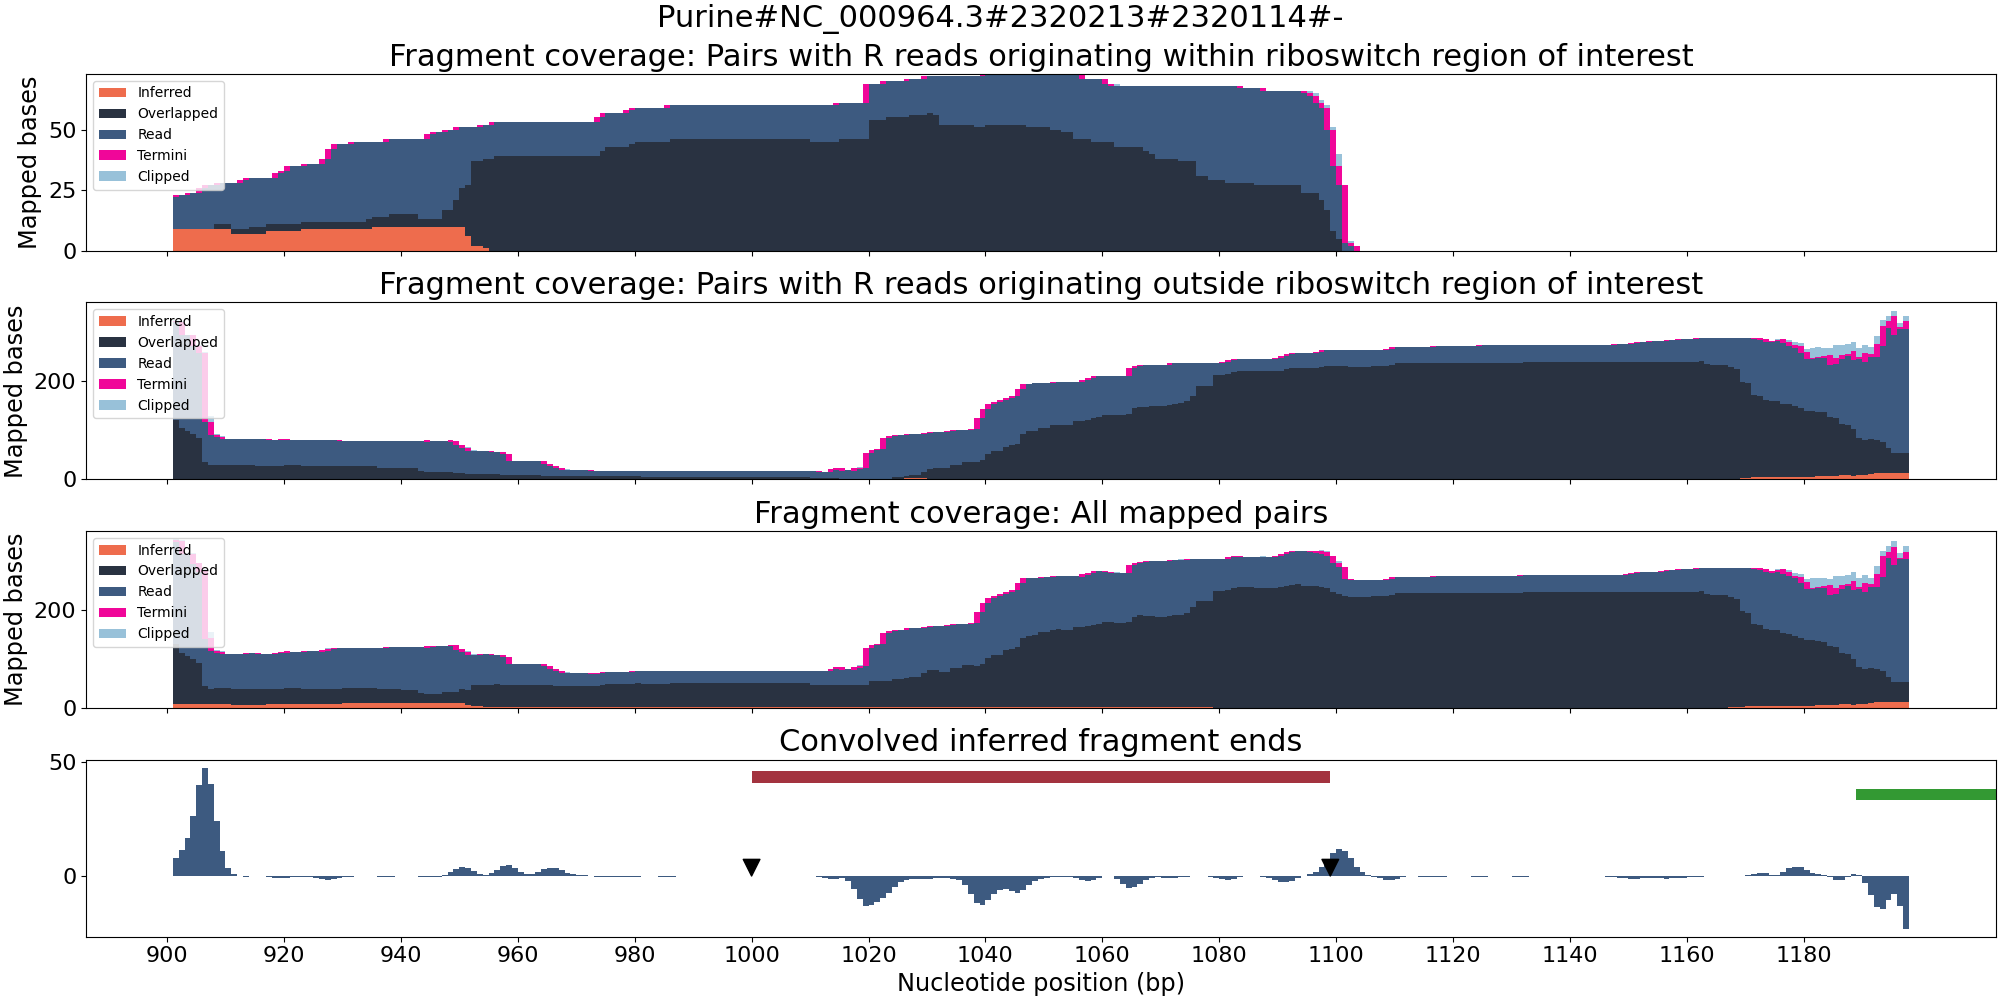 Purine#NC_000964.3#2320213#2320114#-
Fragment coverage: Pairs with R reads originating within riboswitch region of interest
Mapped bases
50
25
0
Inferred
Overlapped
Read
Termini
Clipped
Fragment coverage: Pairs with R reads originating outside riboswitch region of interest
Mapped bases
200
0
Inferred
Overlapped
Read
Termini
Clipped
Fragment coverage: All mapped pairs
Mapped bases
200
0
Inferred
Overlapped
Read
Termini
Clipped
Convolved inferred fragment ends
50
0
900 920 940 960 980 1000 1020 1040 1060 1080 1100 1120 1140 1160 1180
Nucleotide position (bp)